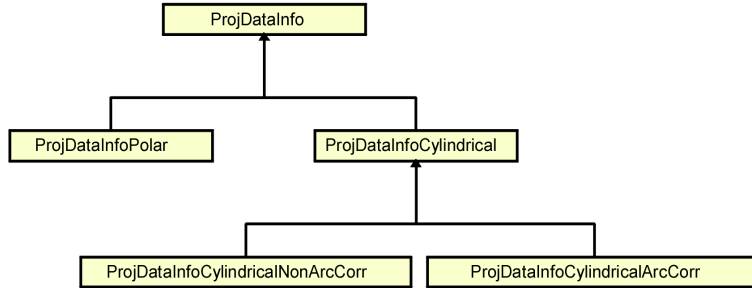 ProjDataInfo
ProjDataInfoPolar
ProjDataInfoCylindrical
ProjDataInfoCylindricalNonArcCorr
ProjDataInfoCylindricalArcCorr